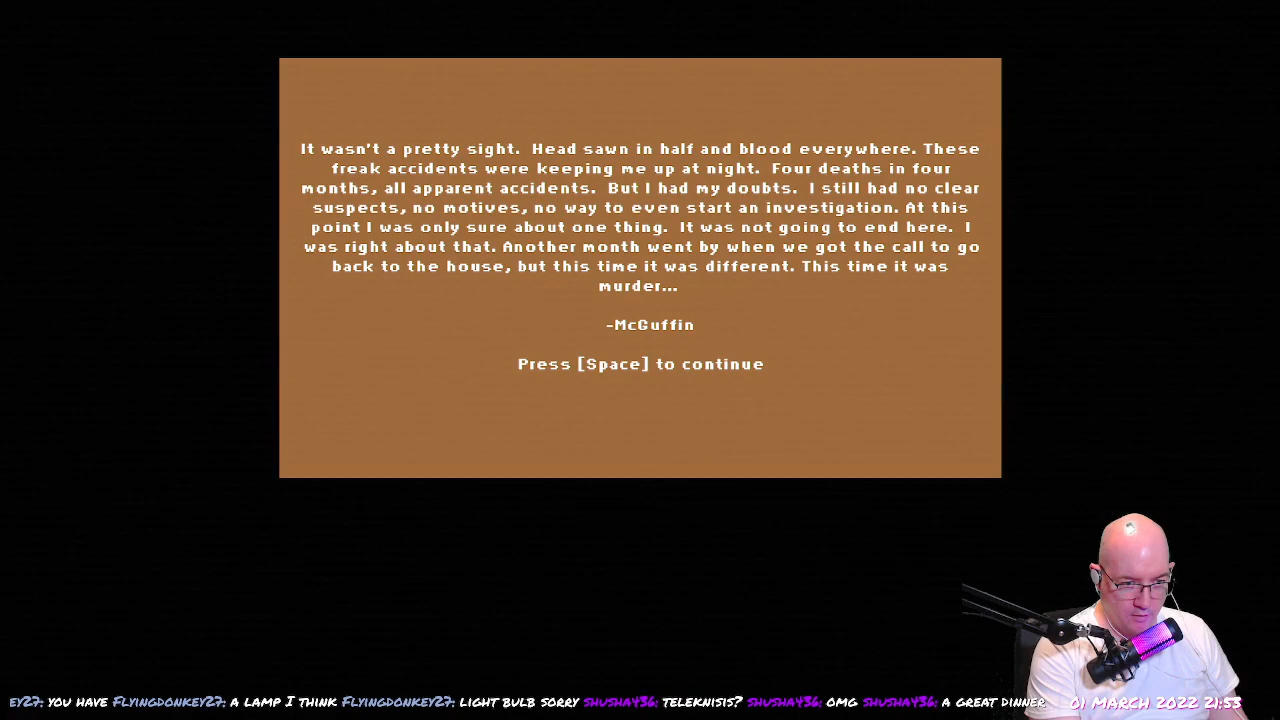 It wasn't a pretty sight.  Head sawn in half and blood everywhere. These
freak accidents were keeping me up at night.  Four deaths in four
months, all apparent accidents.  But I had my doubts.  I still had no clear
suspects, no motives, no way to even start an investigation. At this
point I was only sure about one thing.  It was not going to end here.  I
was right about that. Another month went by when we got the call to go
back to the house, but this time it was different. This time it was
murder...
-McGuffin
Press [Space] to continue
ey27: you have Flyingdonkey27: a lamp I think Flyingdonkey27: light bulb sorry shusha436: teleknisis? shusha436: omg shusha436: a great dinner 01 March 2022 21:53